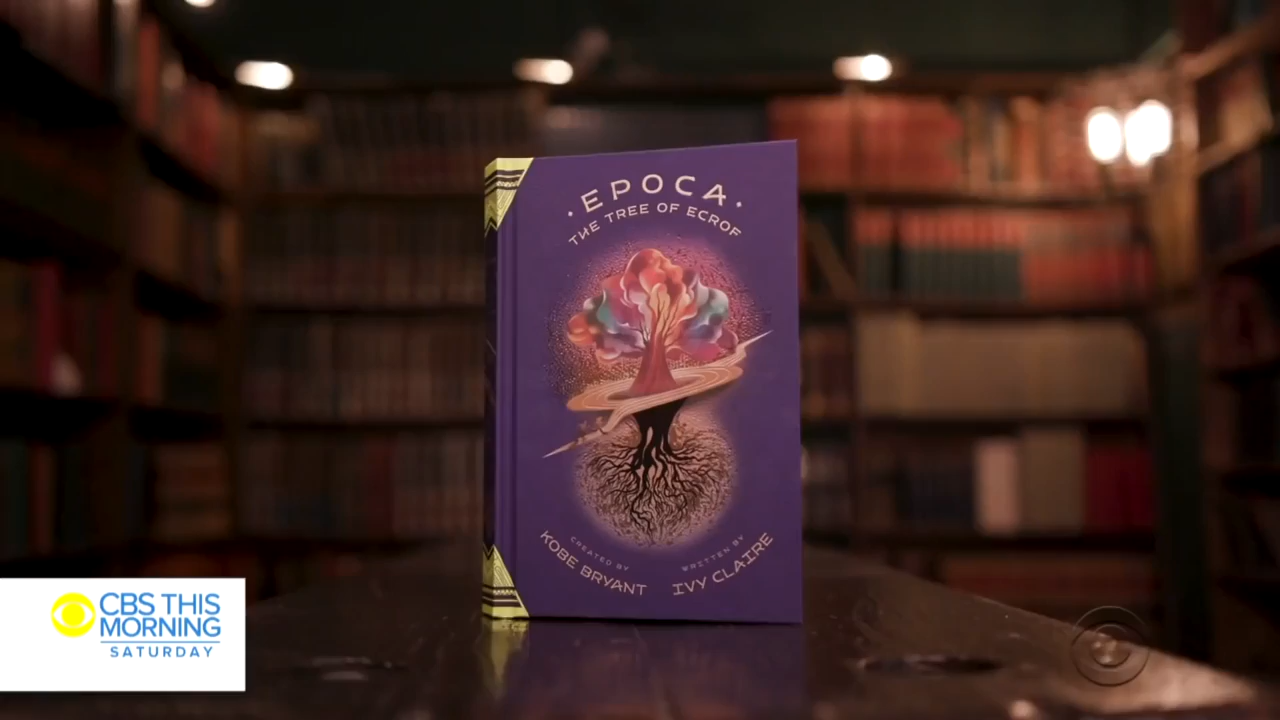 · EPOCA ·
THE TREE OF ECROF
CREATED BY
KOBE BRYANT
WRITTEN BY
IVY CLAIRE
CBS THIS
MORNING
SATURDAY